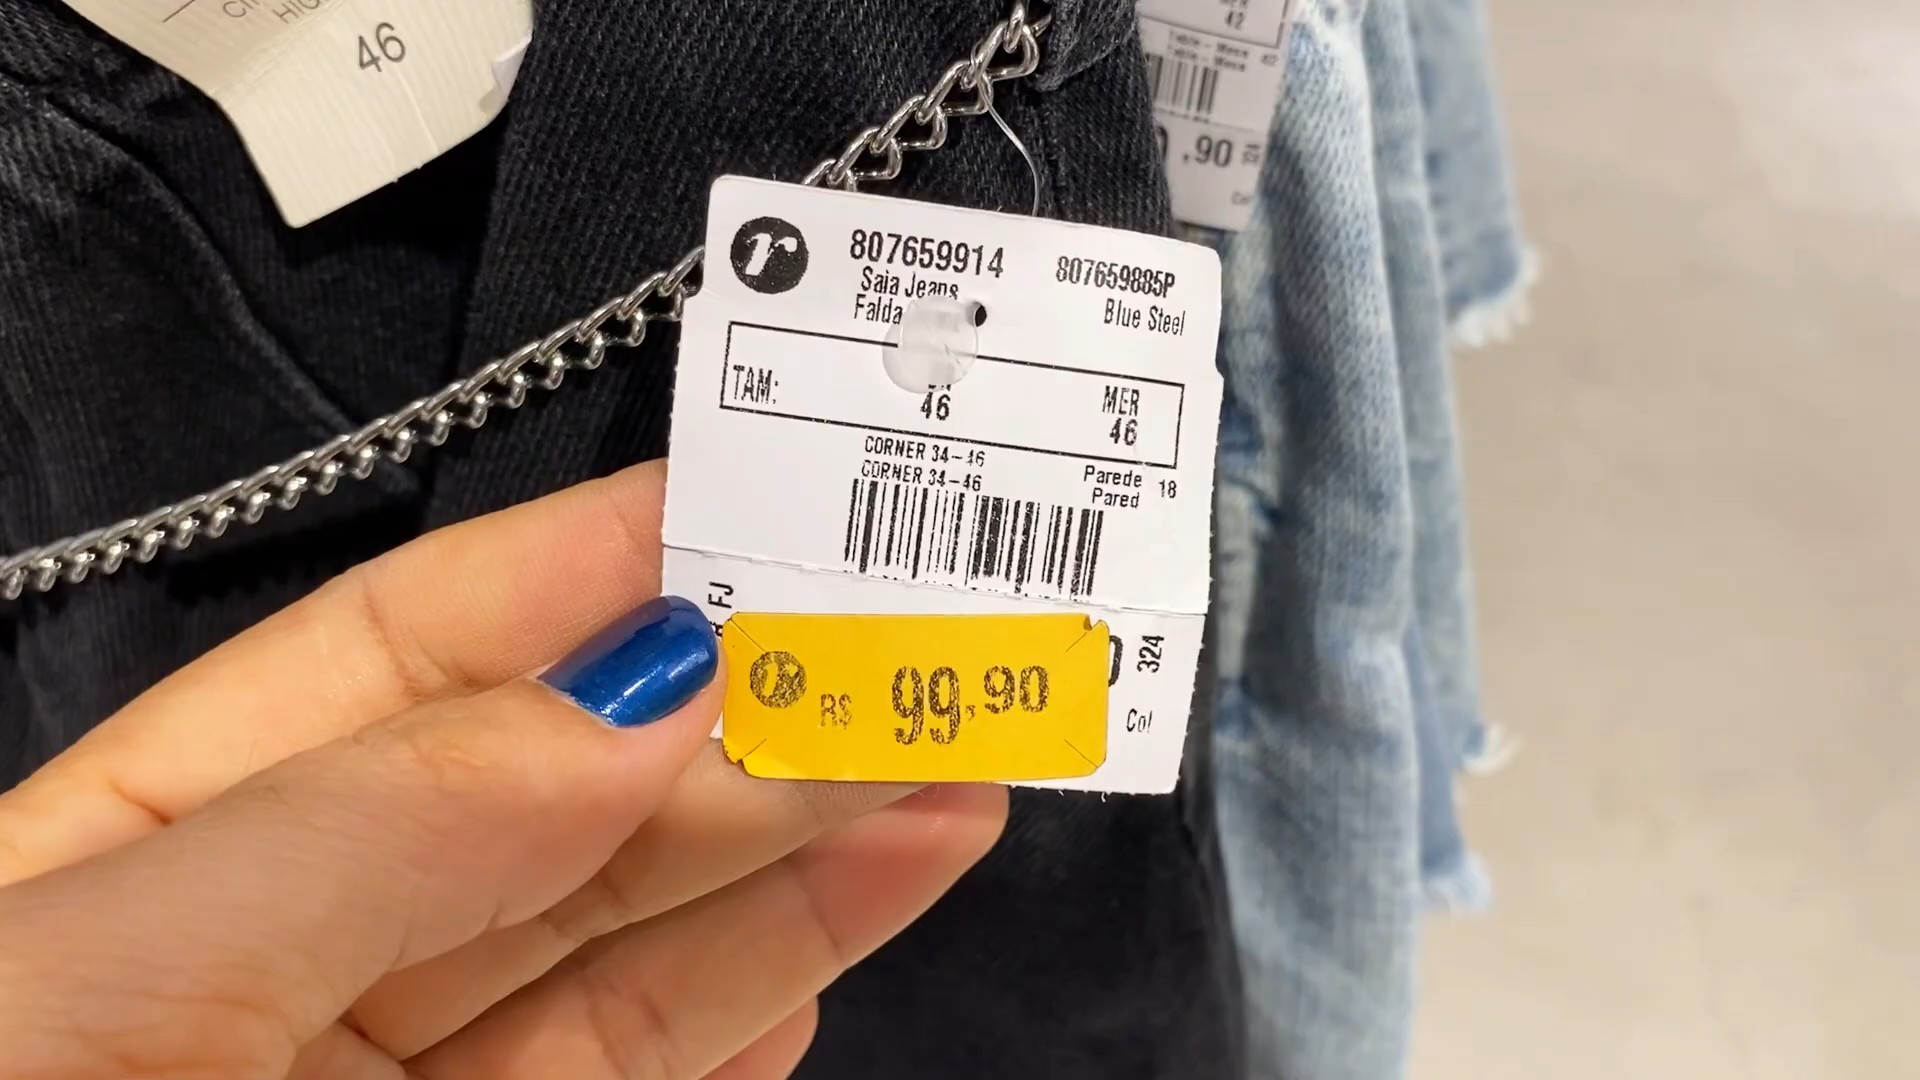 46
42
,90
807659914
807659885P
Saia Jeans
Falda
Blue Steel
TAM:
46
MER
46
CORNER 34-46
CORNER 34-46
Parede
Pared
18
FJ
324
R$ 99,90
Col